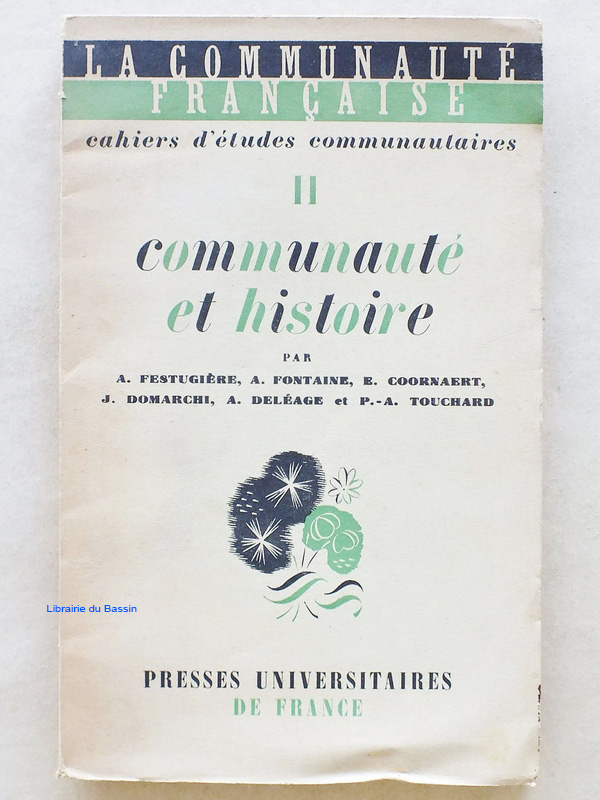 LA COMMUNAUTÉ
FRANÇAISE
cahiers d'études communautaires
II
communauté
et histoire
PAR
A. FESTUGIÈRE, A. FONTAINE, E. COORNAERT,
J. DOMARCHI, A. DELÉAGE et P.-A. TOUCHARD
Librairie du Bassin
PRESSES UNIVERSITAIRES
DE FRANCE